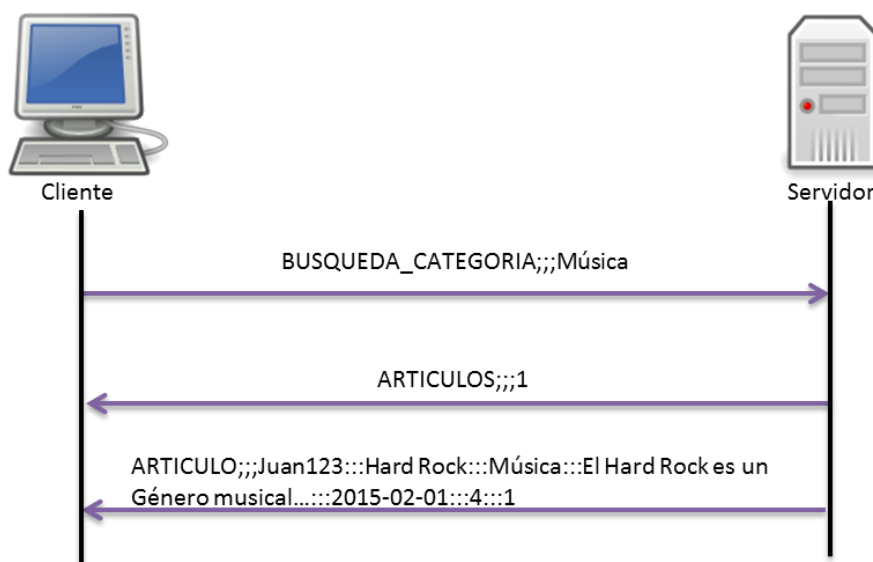 Cliente
Servidor
BUSQUEDA_CATEGORIA;;;Música
ARTICULOS;;;1
ARTICULO;;;Juan123:::Hard Rock:::Música:::El Hard Rock es un
Género musical...:::2015-02-01:::4:::1